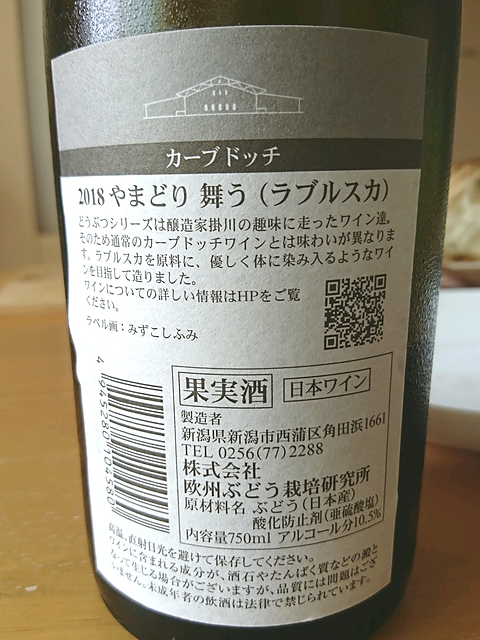 カーブドッチ
2018 やまどり 舞う（ラブルスカ）
どうぶつシリーズは醸造家掛川の趣味に走ったワイン達。
そのため通常のカーブドッチワインとは味わいが異なりま
す。ラブルスカを原料に、優しく体に染み入るようなワイ
ンを目指して造りました。
ワインについての詳しい情報はHPをご覧
ください。
ラベル画：みずこしふみ
4 945280 104580
果実酒 日本ワイン
製造者
新潟県新潟市西蒲区角田浜1661
TEL 0256(77)2288
株式会社
欧州ぶどう栽培研究所
原材料名 ぶどう（日本産）
酸化防止剤（亜硫酸塩）
内容量750ml アルコール分10.5%
高温、直射日光を避けて保存してください。
ワインに含まれる成分が、酒石やたんぱく質などの澱と
なって生じる場合がございますが、品質には問題はござ
いません。未成年者の飲酒は法律で禁じられています。